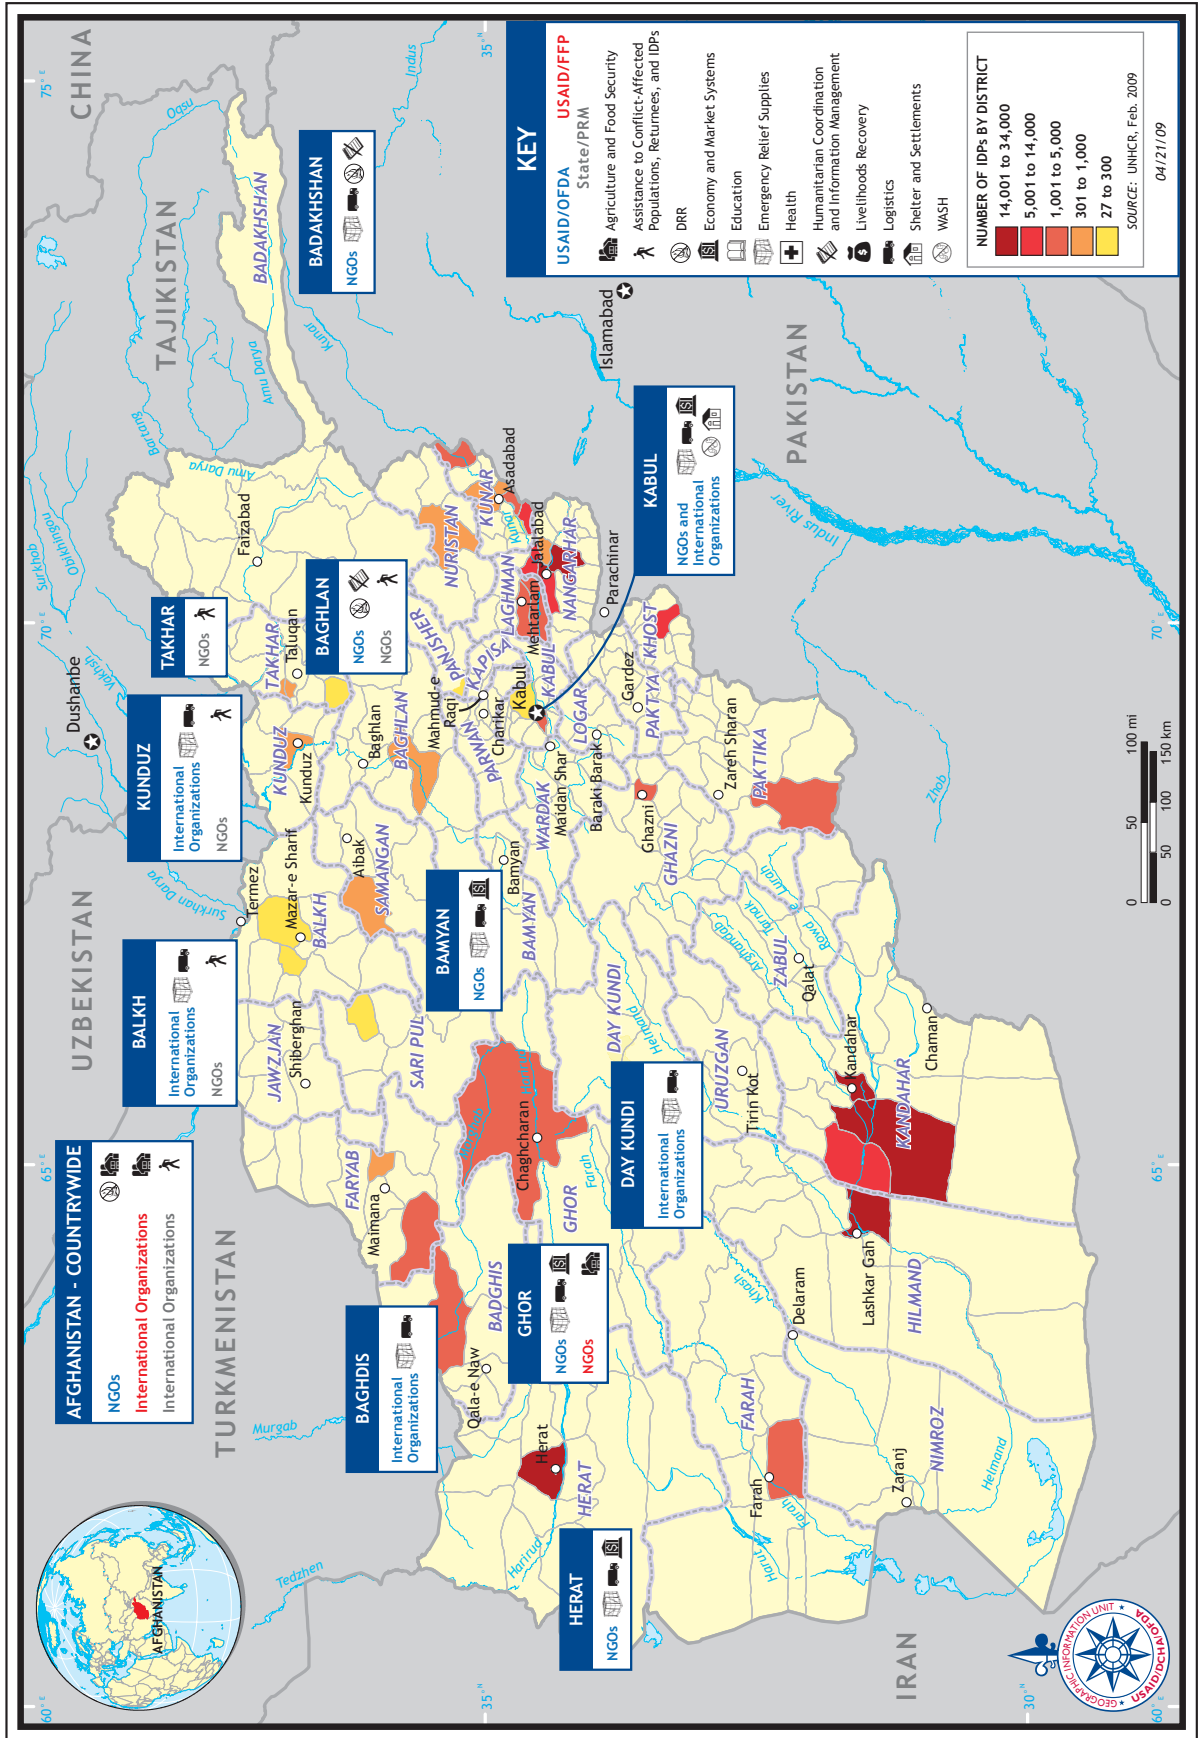 AFGHANISTAN - COUNTRYWIDE
NGOs
International Organizations
International Organizations
BALKH
International
Organizations
NGOs
KUNDUZ
International
Organizations
NGOs
TAKHAR
NGOs
BAGHLAN
NGOs
NGOs
BADAKHSHAN
NGOs
BAGHDIS
International
Organizations
BAMYAN
NGOs
GHOR
NGOs
NGOs
HERAT
NGOs
DAY KUNDI
International
Organizations
KABUL
NGOs and
International
Organizations
KEY
USAID/OFDA
USAID/FFP
State/PRM
Agriculture and Food Security
Assistance to Conflict-Affected
Populations, Returnees, and IDPs
DRR
Economy and Market Systems
Education
Emergency Relief Supplies
Health
Humanitarian Coordination
and Information Management
Livelihoods Recovery
Logistics
Shelter and Settlements
WASH
NUMBER OF IDPs BY DISTRICT
14,001 to 34,000
5,001 to 14,000
1,001 to 5,000
301 to 1,000
27 to 300
SOURCE: UNHCR, Feb. 2009
04/21/09
CHINA
TAJIKISTAN
UZBEKISTAN
TURKMENISTAN
IRAN
PAKISTAN
AFGHANISTAN
BADAKHSHAN
TAKHAR
KUNDUZ
BAGHLAN
BALKH
SAMANGAN
JAWZJAN
SARI PUL
FARYAB
BADGHIS
HERAT
GHOR
BAMYAN
DAY KUNDI
URUZGAN
FARAH
NIMROZ
HILMAND
KANDAHAR
ZABUL
GHAZNI
PAKTIKA
PAKTYA
KHOST
LOGAR
WARDAK
KABUL
PARWAN
KAPISA
PANJSHER
LAGHMAN
NANGARHAR
KUNAR
NURISTAN
Dushanbe
Faizabad
Taluqan
Kunduz
Baghlan
Termez
Mazar-e Sharif
Aibak
Shiberghan
Maimana
Qala-e Naw
Herat
Chaghcharan
Bamyan
Mahmud-e
Raqi
Charikar
Kabul
Maidan Shar
Baraki Barak
Mehtarlam
Jalalabad
Asadabad
Parachinar
Gardez
Ghazni
Zareh Sharan
Qalat
Kandahar
Chaman
Tirin Kot
Lashkar Gah
Delaram
Farah
Zaranj
Islamabad
Indus
Oqsu
Kunar
Kunar
Amu Darya
Amu Darya
Bartang
Surkhob
Obikhingou
Vakhsh
Surkhan Darya
Murgab
Tedzhen
Harirud
Harirud
Farah
Farah
Harut
Khash
Helmand
Helmand
Arghandab
Tarnak
Rowd
Lurah
Zhob
Indus River
0 50 100 mi
0 50 100 150 km
60° E
65° E
70° E
75° E
35° N
35° N
30° N
60° E
65° E
70° E
GEOGRAPHIC INFORMATION UNIT
USAID/DCHA/OFDA